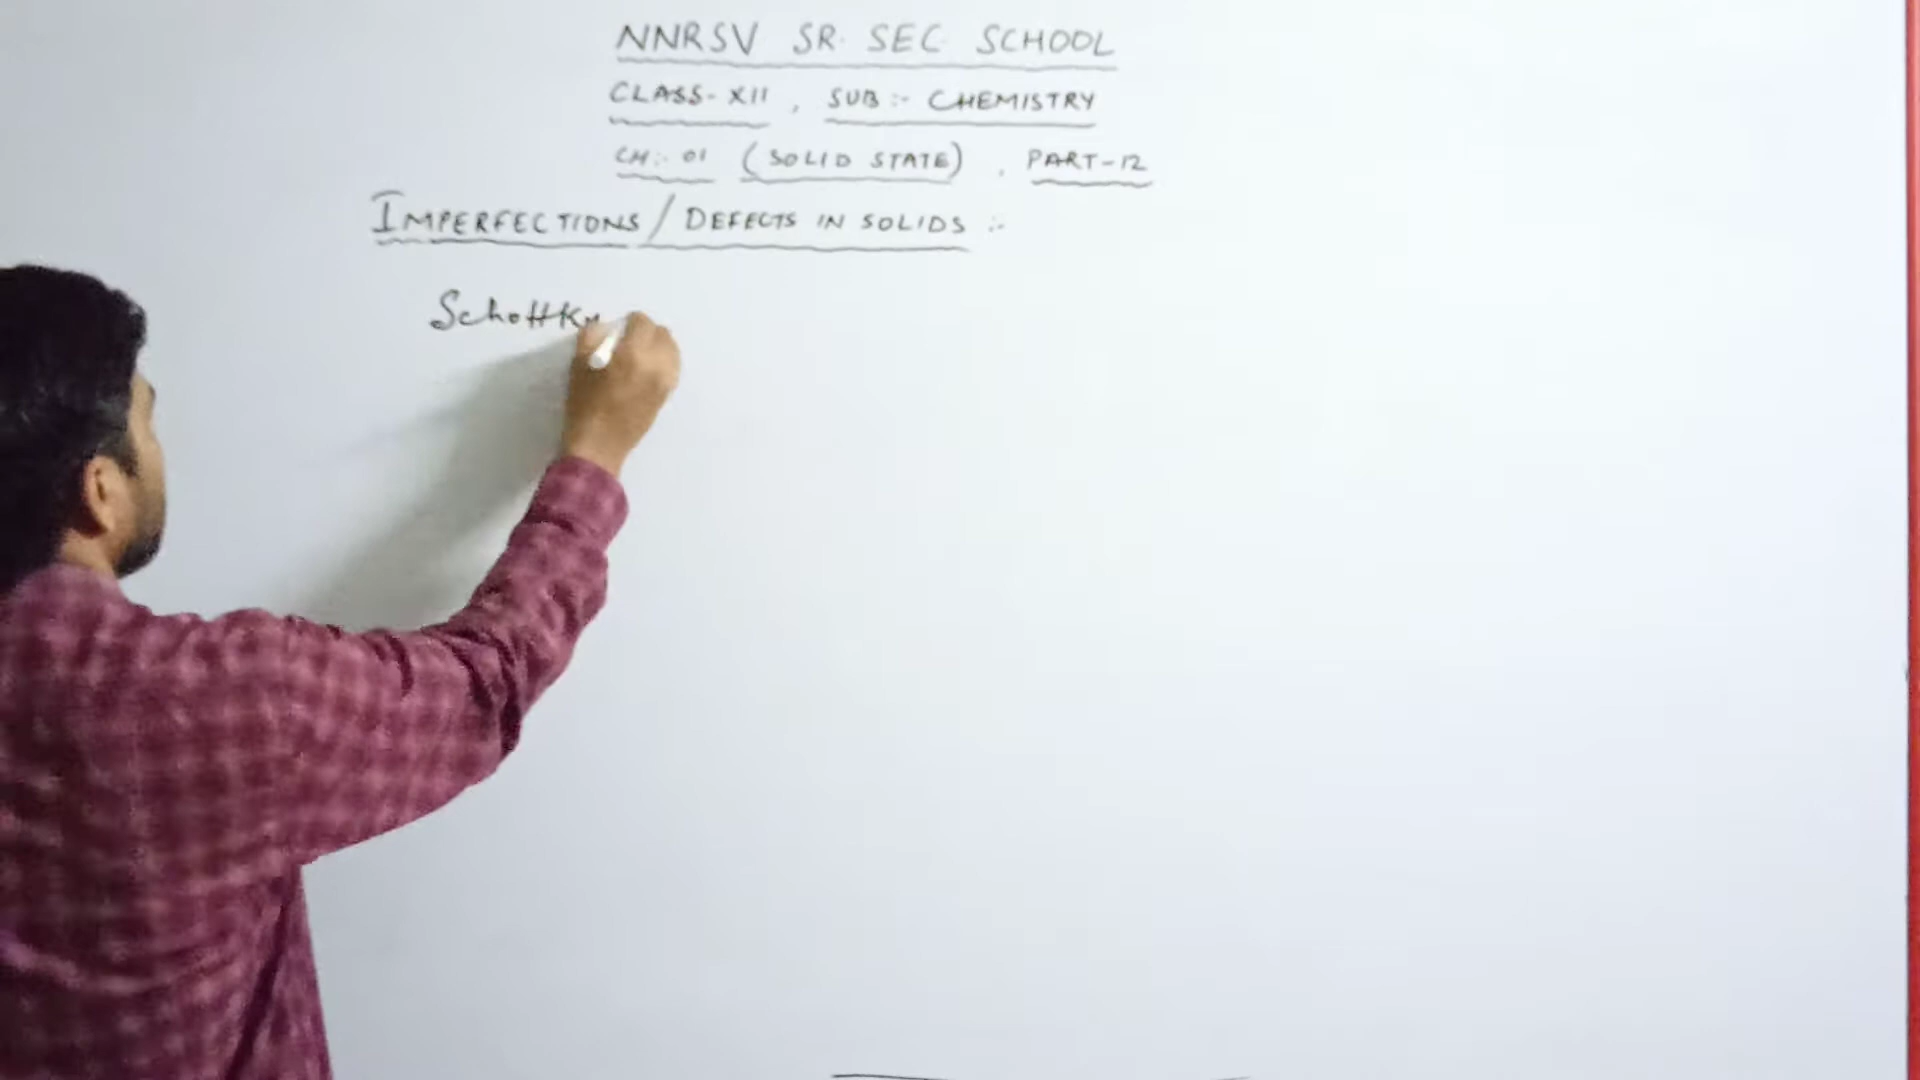 NNRSV SR. SEC. SCHOOL
CLASS-XII, SUB:- CHEMISTRY
CH:- 01 (SOLID STATE), PART-12
IMPERFECTIONS/DEFECTS IN SOLIDS :-
Schottky